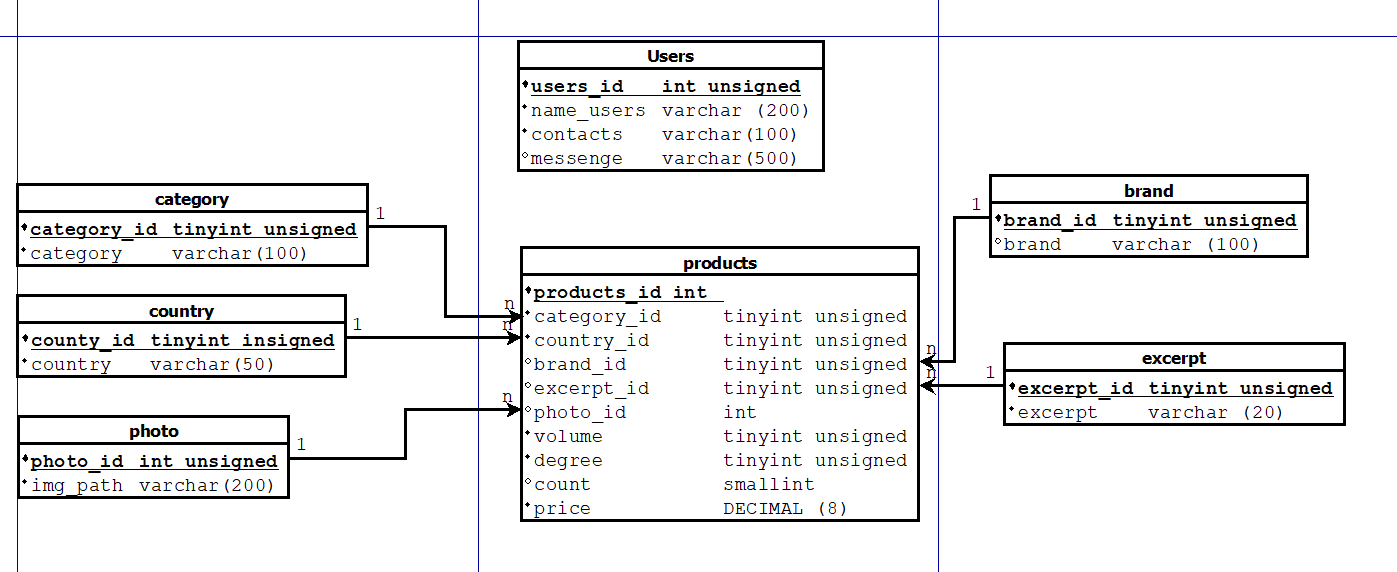 Users
users_id int unsigned
name_users varchar (200)
contacts varchar(100)
messenge varchar(500)
category
category_id tinyint unsigned
category varchar(100)
1
country
county_id tinyint insigned
country varchar(50)
1
photo
photo_id int unsigned
img_path varchar(200)
1
products
products_id int
category_id tinyint unsigned
country_id tinyint unsigned
brand_id tinyint unsigned
excerpt_id tinyint unsigned
photo_id int
volume tinyint unsigned
degree tinyint unsigned
count smallint
price DECIMAL (8)
n
n
n
n
n
brand
brand_id tinyint unsigned
brand varchar (100)
1
excerpt
excerpt_id tinyint unsigned
excerpt varchar (20)
1